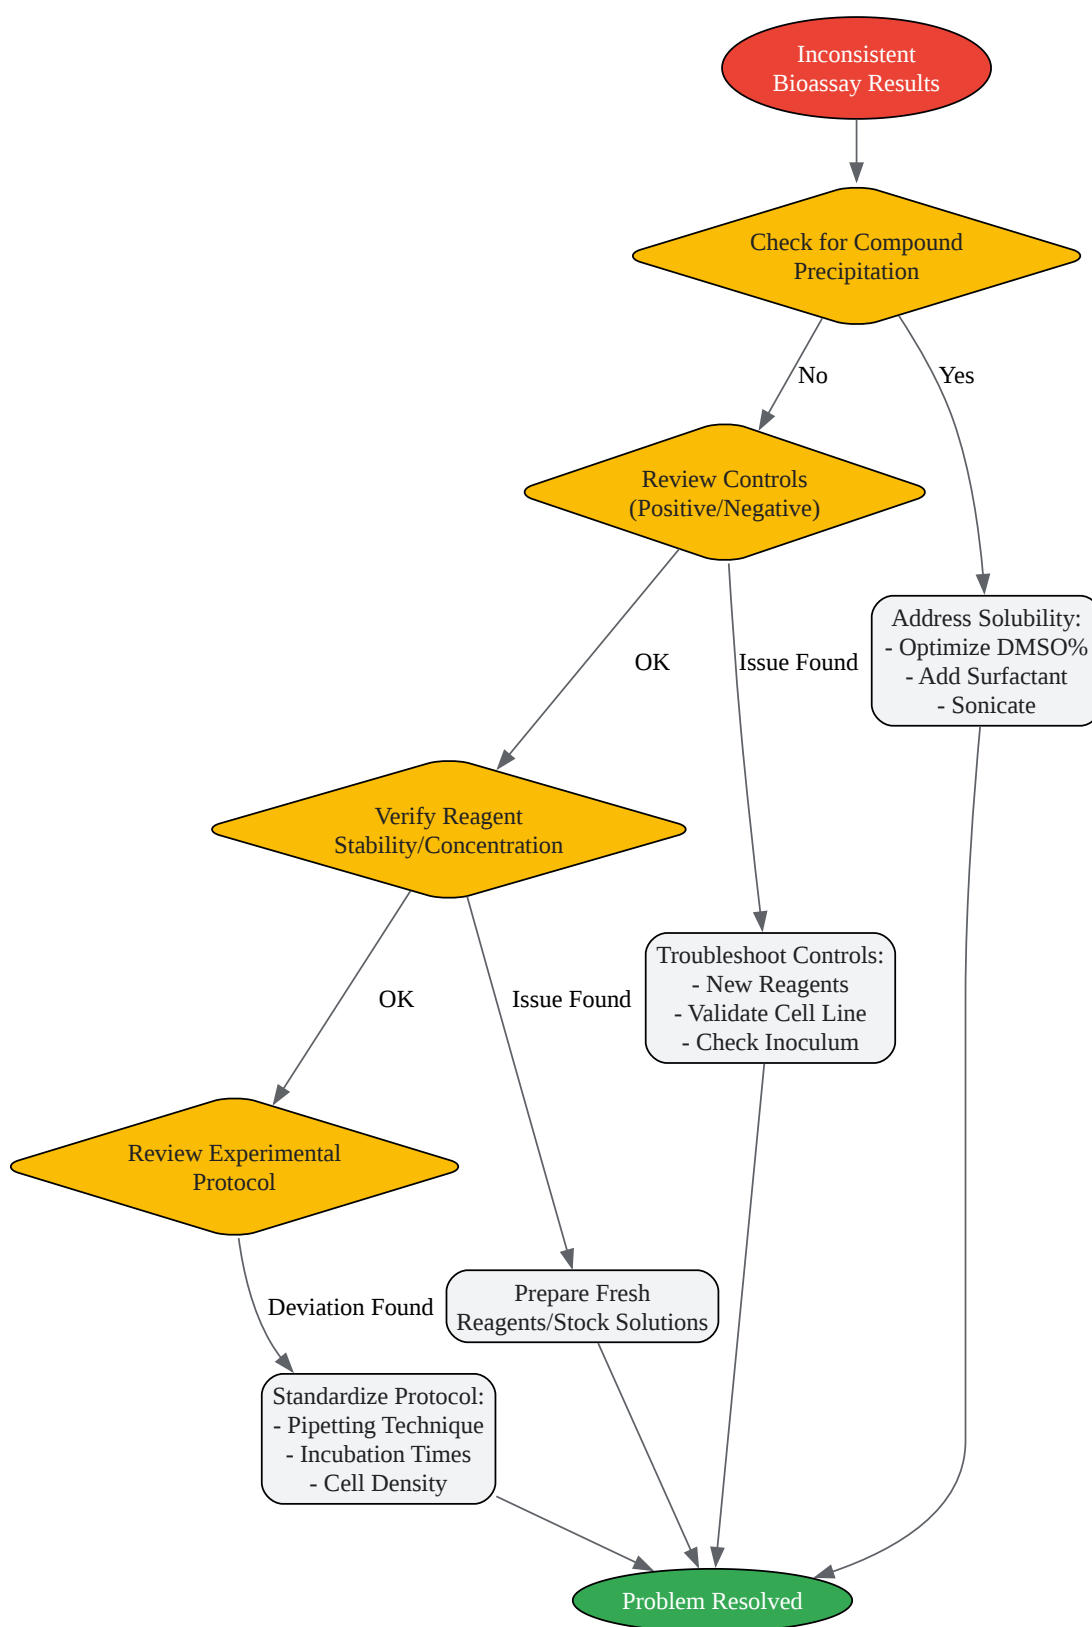 Inconsistent
Bioassay Results
Check for Compound
Precipitation
No
Yes
Review Controls
(Positive/Negative)
Address Solubility:
- Optimize DMSO%
- Add Surfactant
- Sonicate
OK
Issue Found
Verify Reagent
Stability/Concentration
Troubleshoot Controls:
- New Reagents
- Validate Cell Line
- Check Inoculum
OK
Issue Found
Review Experimental
Protocol
Prepare Fresh
Reagents/Stock Solutions
Deviation Found
Standardize Protocol:
- Pipetting Technique
- Incubation Times
- Cell Density
Problem Resolved